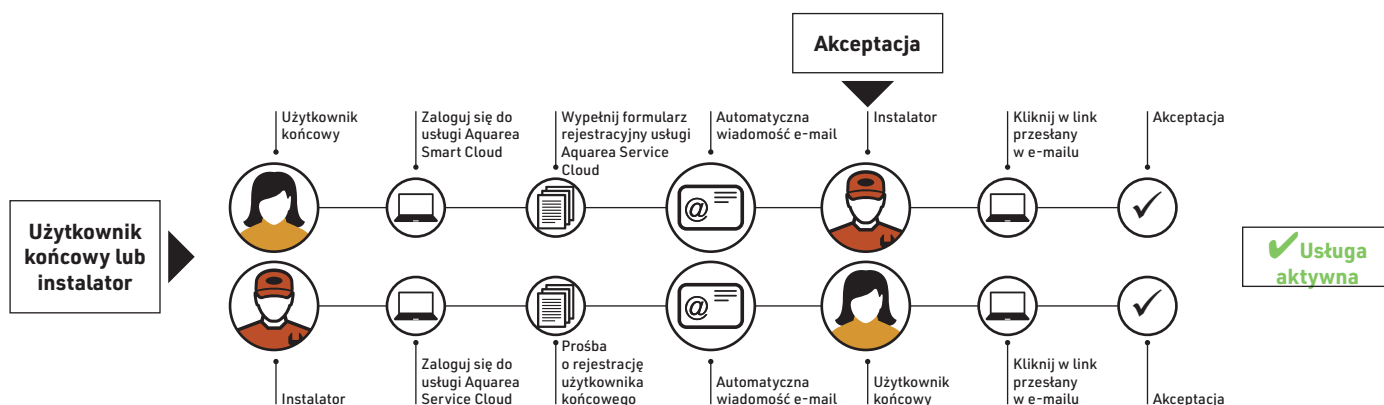 Akceptacja
Użytkownik
końcowy
Zaloguj się do
usługi Aquarea
Smart Cloud
Wypełnij formularz
rejestracyjny usługi
Aquarea Service
Cloud
Automatyczna
wiadomość e-mail
Instalator
Kliknij w link
przesłany
w e-mailu
Akceptacja
Użytkownik
końcowy lub
instalator
@
@
Usługa
aktywna
Instalator
Zaloguj się do
usługi Aquarea
Service Cloud
Prośba
o rejestrację
użytkownika
końcowego
Automatyczna
wiadomość e-mail
Użytkownik
końcowy
Kliknij w link
przesłany
w e-mailu
Akceptacja